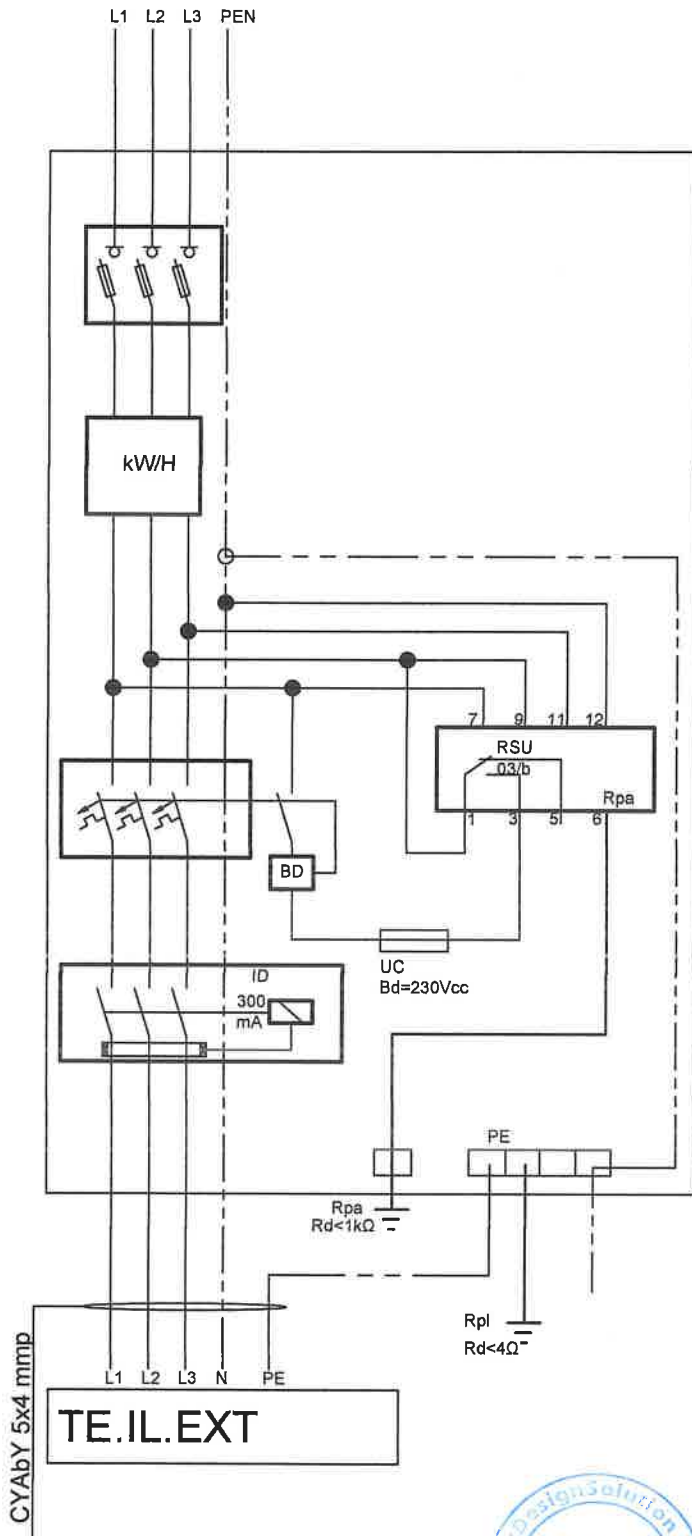 L1 L2 L3 PEN
kW/H
7 9 11 12
RSU
03/b
Rpa
1 3 5 6
BD
UC
Bd=230Vcc
ID
300
mA
PE
Rpa
Rd<1kΩ
Rpl
Rd<4Ω
L1 L2 L3 N PE
TE.IL.EXT
CYAbY 5x4 mmp
DesignSolution